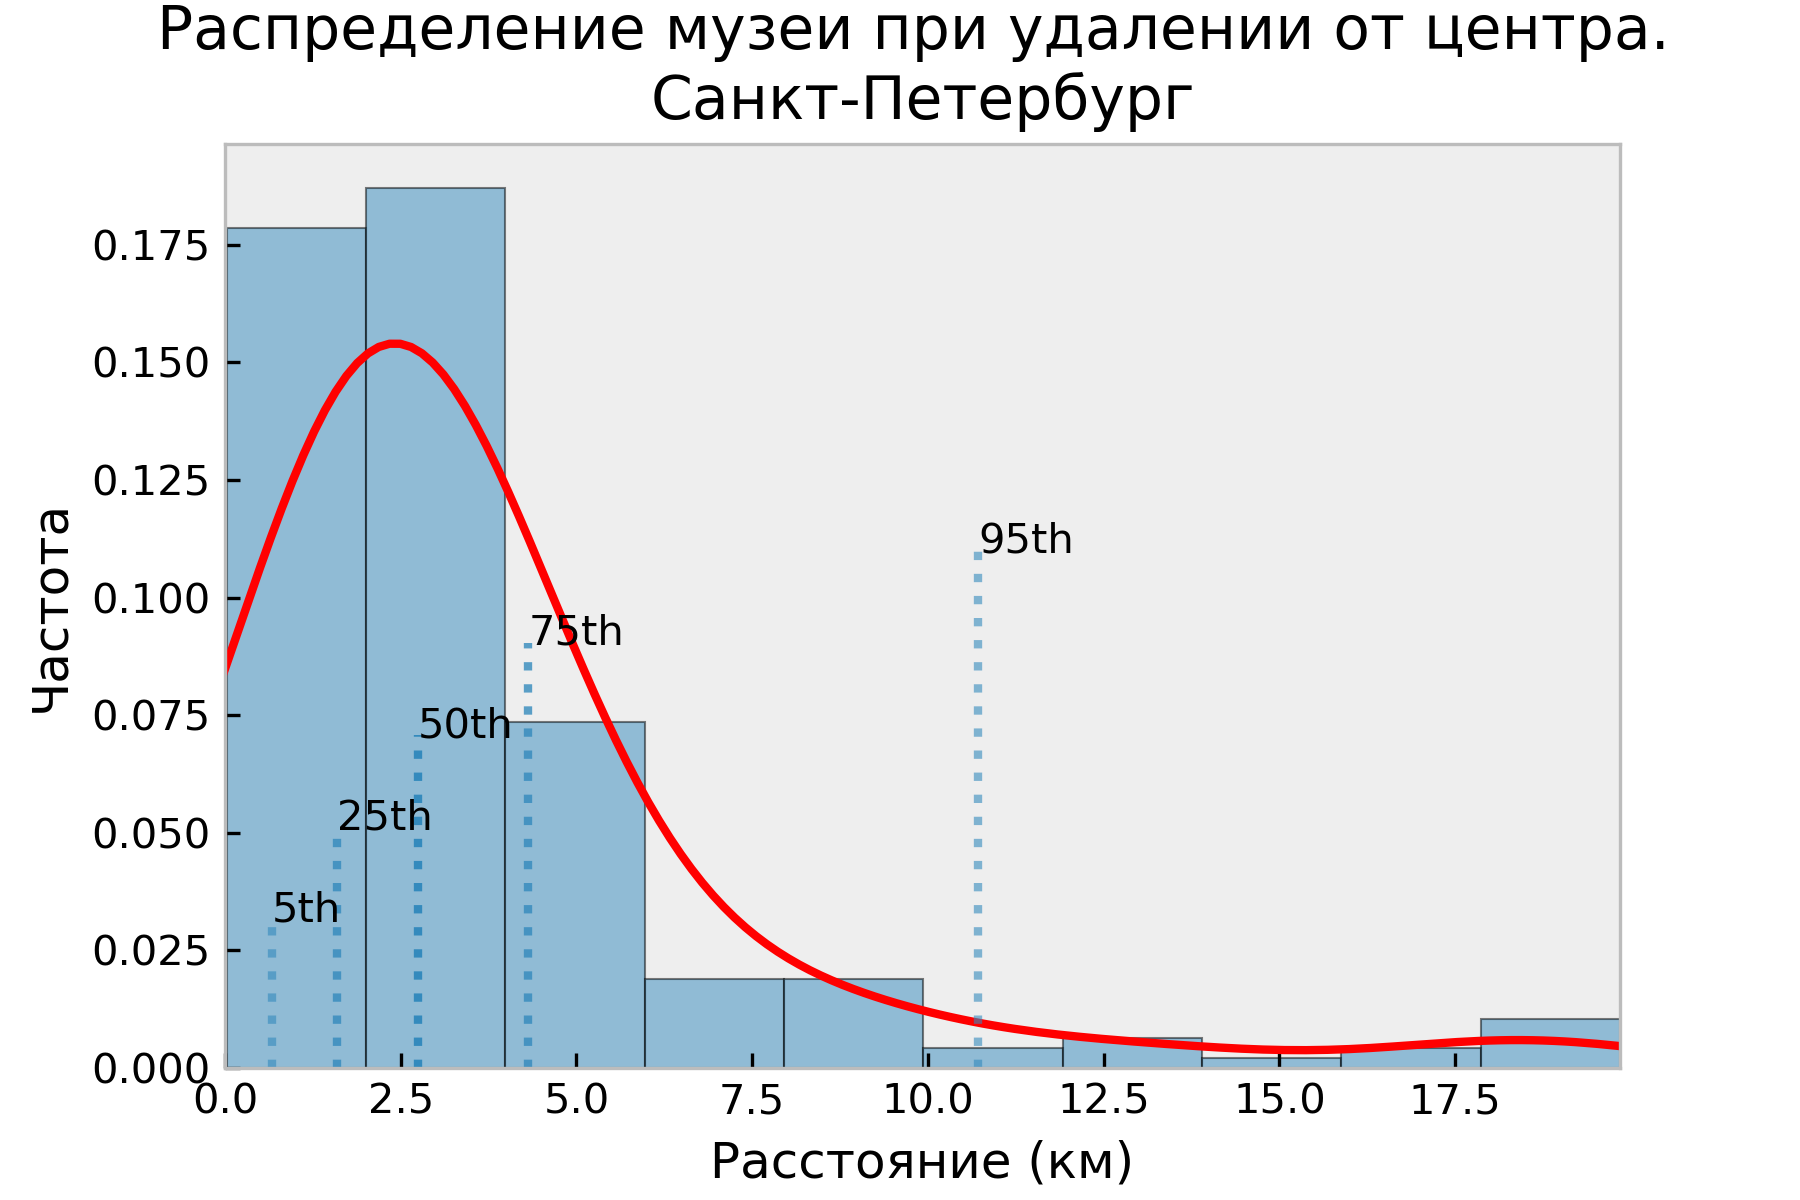 Распределение музеи при удалении от центра.
Санкт-Петербург
Частота
0.175
0.150
0.125
0.100
0.075
0.050
0.025
0.000
95th
75th
50th
25th
5th
0.0 2.5 5.0 7.5 10.0 12.5 15.0 17.5
Расстояние (км)